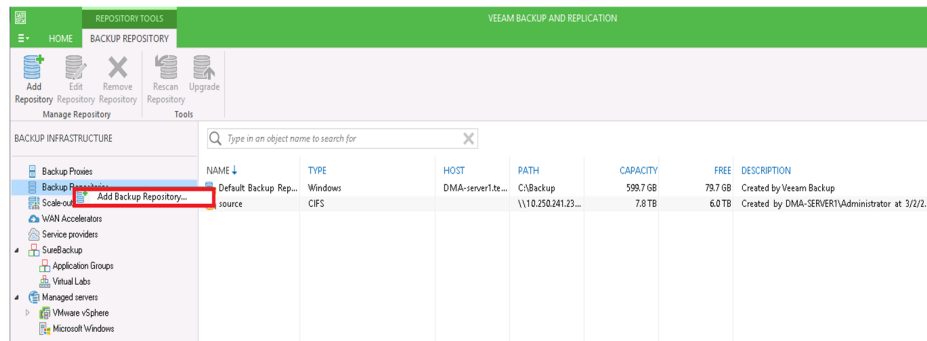 REPOSITORY TOOLS
VEEAM BACKUP AND REPLICATION
HOME BACKUP REPOSITORY
Add Repository
Edit Repository
Remove Repository
Rescan Repository
Upgrade
Manage Repository
Tools
BACKUP INFRASTRUCTURE
Type in an object name to search for
Backup Proxies
Backup Repositories
Add Backup Repository...
Scale-out
WAN Accelerators
Service providers
SureBackup
Application Groups
Virtual Labs
Managed servers
VMware vSphere
Microsoft Windows
NAME TYPE HOST PATH CAPACITY FREE DESCRIPTION
Default Backup Rep... Windows DMA-server1.te... C:\Backup 599.7 GB 79.7 GB Created by Veeam Backup
source CIFS \\10.250.241.23... 7.8 TB 6.0 TB Created by DMA-SERVER1\Administrator at 3/2/2.